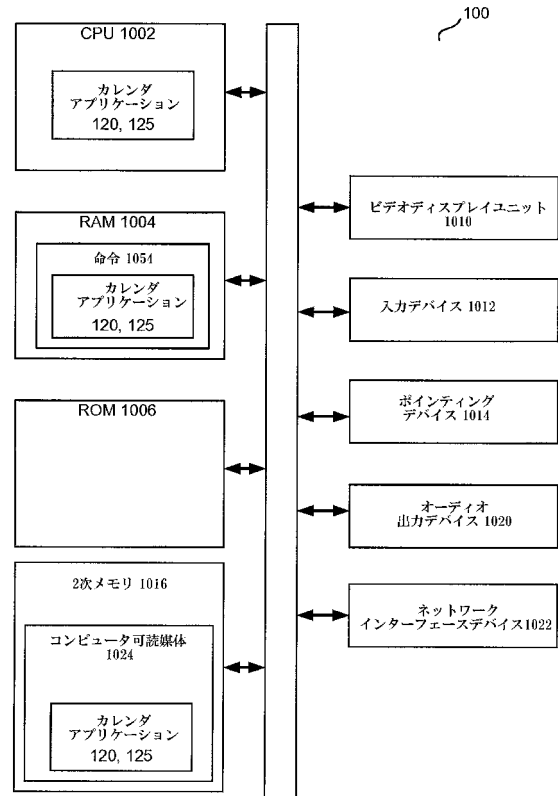 100
CPU 1002
カレンダ
アプリケーション
120, 125
RAM 1004
命令 1054
カレンダ
アプリケーション
120, 125
ROM 1006
2次メモリ 1016
コンピュータ可読媒体
1024
カレンダ
アプリケーション
120, 125
ビデオディスプレイユニット
1010
入力デバイス 1012
ポインティング
デバイス 1014
オーディオ
出力デバイス 1020
ネットワーク
インターフェースデバイス1022